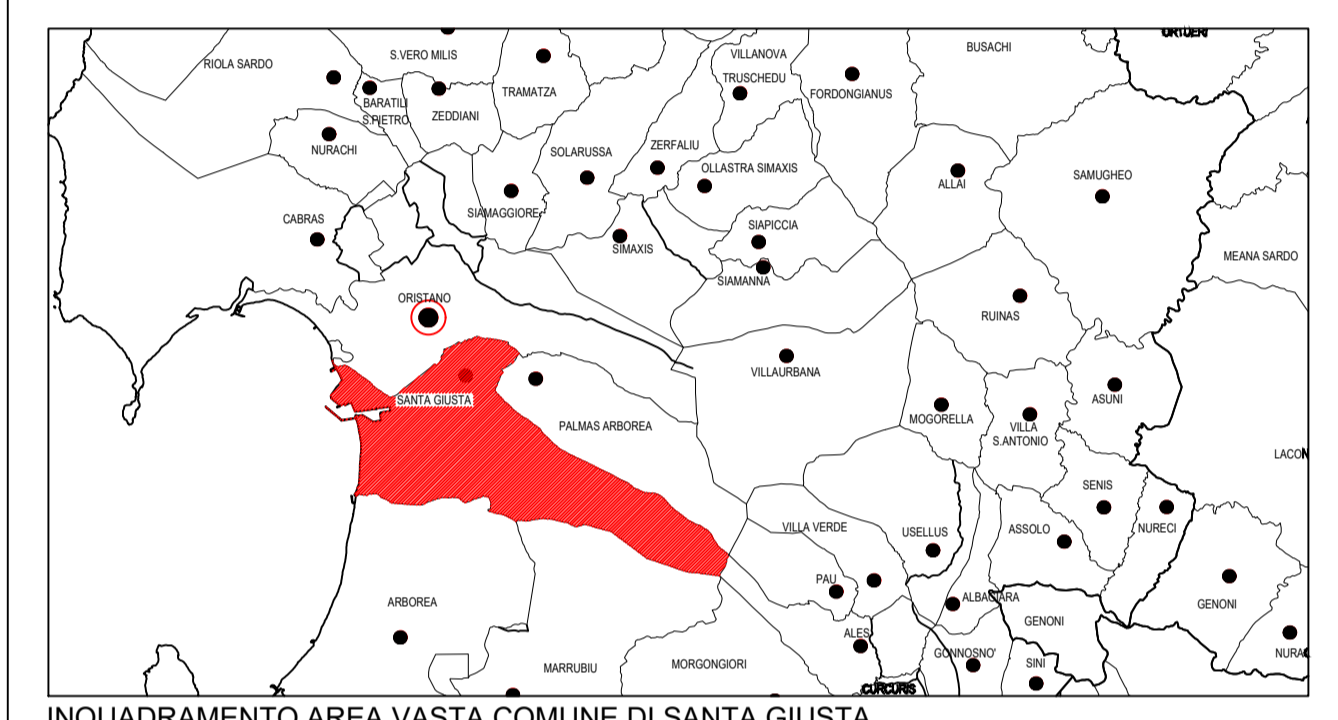 ORTUERI
S.VERO MILIS
VILLANOVA
TRUSCHEDU
BUSACHI
RIOLA SARDO
TRAMATZA
FORDONGIANUS
BARATILI
S.PIETRO
ZEDDIANI
NURACHI
SOLARUSSA
ZERFALIU
OLLASTRA SIMAXIS
ALLAI
SAMUGHEO
CABRAS
SIAMAGGIORE
SIAPICCIA
SIMAXIS
MEANA SARDO
SIAMANNA
ORISTANO
RUINAS
VILLAURBANA
SANTA GIUSTA
ASUNI
PALMAS ARBOREA
MOGORELLA
VILLA
S.ANTONIO
LACON
SENIS
VILLA VERDE
USELLUS
ASSOLO
NURECI
PAU
ARBOREA
ALBAGIARA
GENONI
GENONI
ALES
GONNOSNO'
SINI
NURA
MARRUBIU
MORGONGIORI
CURCURIS
INQUADRAMENTO AREA VASTA COMUNE DI SANTA GIUSTA